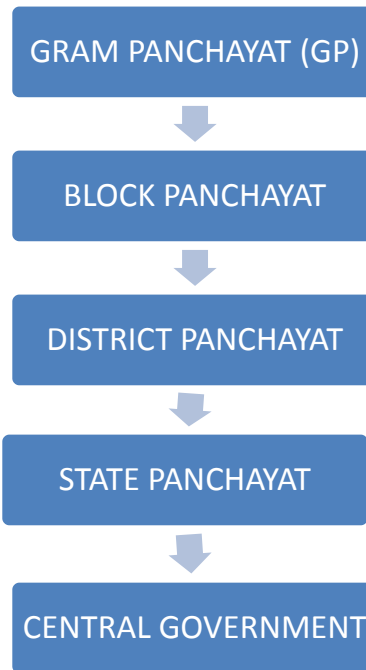 GRAM PANCHAYAT (GP)
BLOCK PANCHAYAT
DISTRICT PANCHAYAT
STATE PANCHAYAT
CENTRAL GOVERNMENT